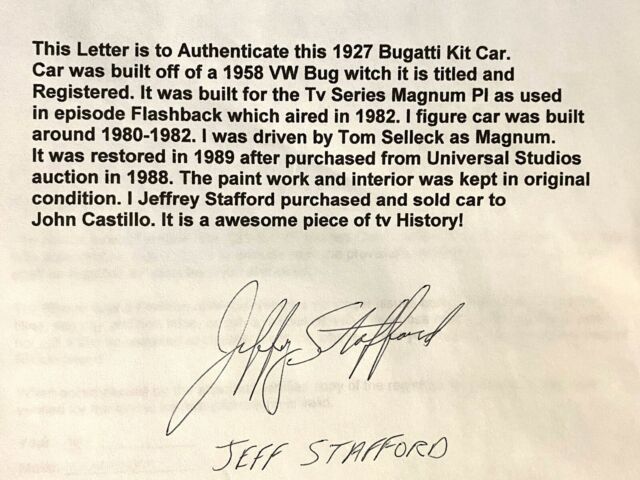 This Letter is to Authenticate this 1927 Bugatti Kit Car.
Car was built off of a 1958 VW Bug witch it is titled and
Registered. It was built for the Tv Series Magnum PI as used
in episode Flashback which aired in 1982. I figure car was built
around 1980-1982. I was driven by Tom Selleck as Magnum.
It was restored in 1989 after purchased from Universal Studios
auction in 1988. The paint work and interior was kept in original
condition. I Jeffrey Stafford purchased and sold car to
John Castillo. It is a awesome piece of tv History!
Jeffrey Stafford
JEFF STAFFORD